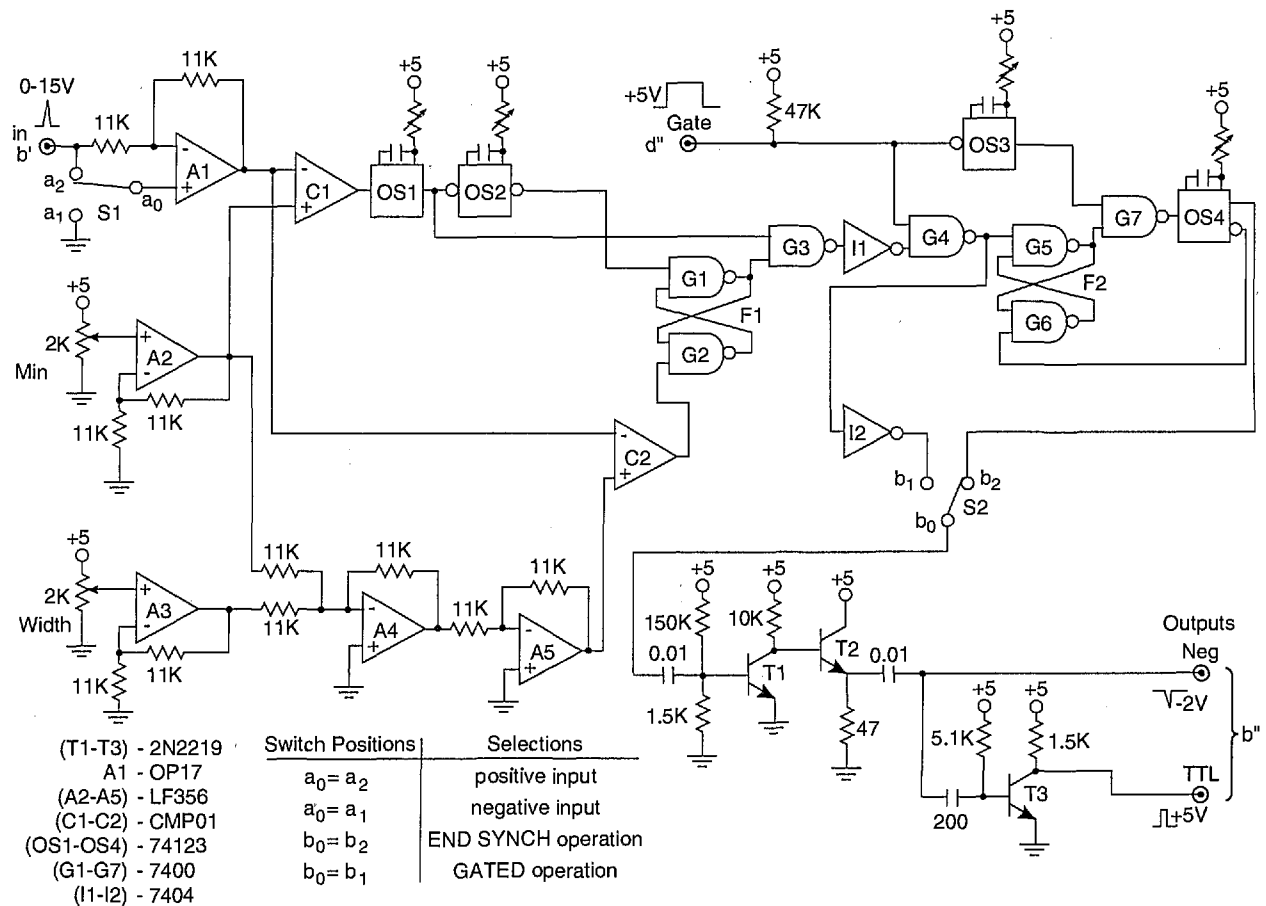 0-15V
in
b'
11K
11K
-
+
A1
a2
a0
a1
S1
-
+
C1
+5
OS1
+5
OS2
+5V
Gate
d"
+5
47K
+5
OS3
+5
OS4
G1
G2
F1
G3
I1
G4
G5
G6
F2
G7
+5
2K
Min
+
-
A2
11K
11K
-
+
C2
I2
b1
b2
b0
S2
+5
2K
Width
+
-
A3
11K
11K
11K
11K
11K
-
+
A4
11K
11K
-
+
A5
+5
150K
0.01
1.5K
+5
10K
T1
+5
T2
0.01
47
+5
5.1K
200
+5
1.5K
T3
Outputs
Neg
-2V
b"
TTL
+5V
(T1-T3) - 2N2219
A1 - OP17
(A2-A5) - LF356
(C1-C2) - CMP01
(OS1-OS4) - 74123
(G1-G7) - 7400
(I1-I2) - 7404
Switch Positions Selections
a0 = a2 positive input
a0 = a1 negative input
b0 = b2 END SYNCH operation
b0 = b1 GATED operation